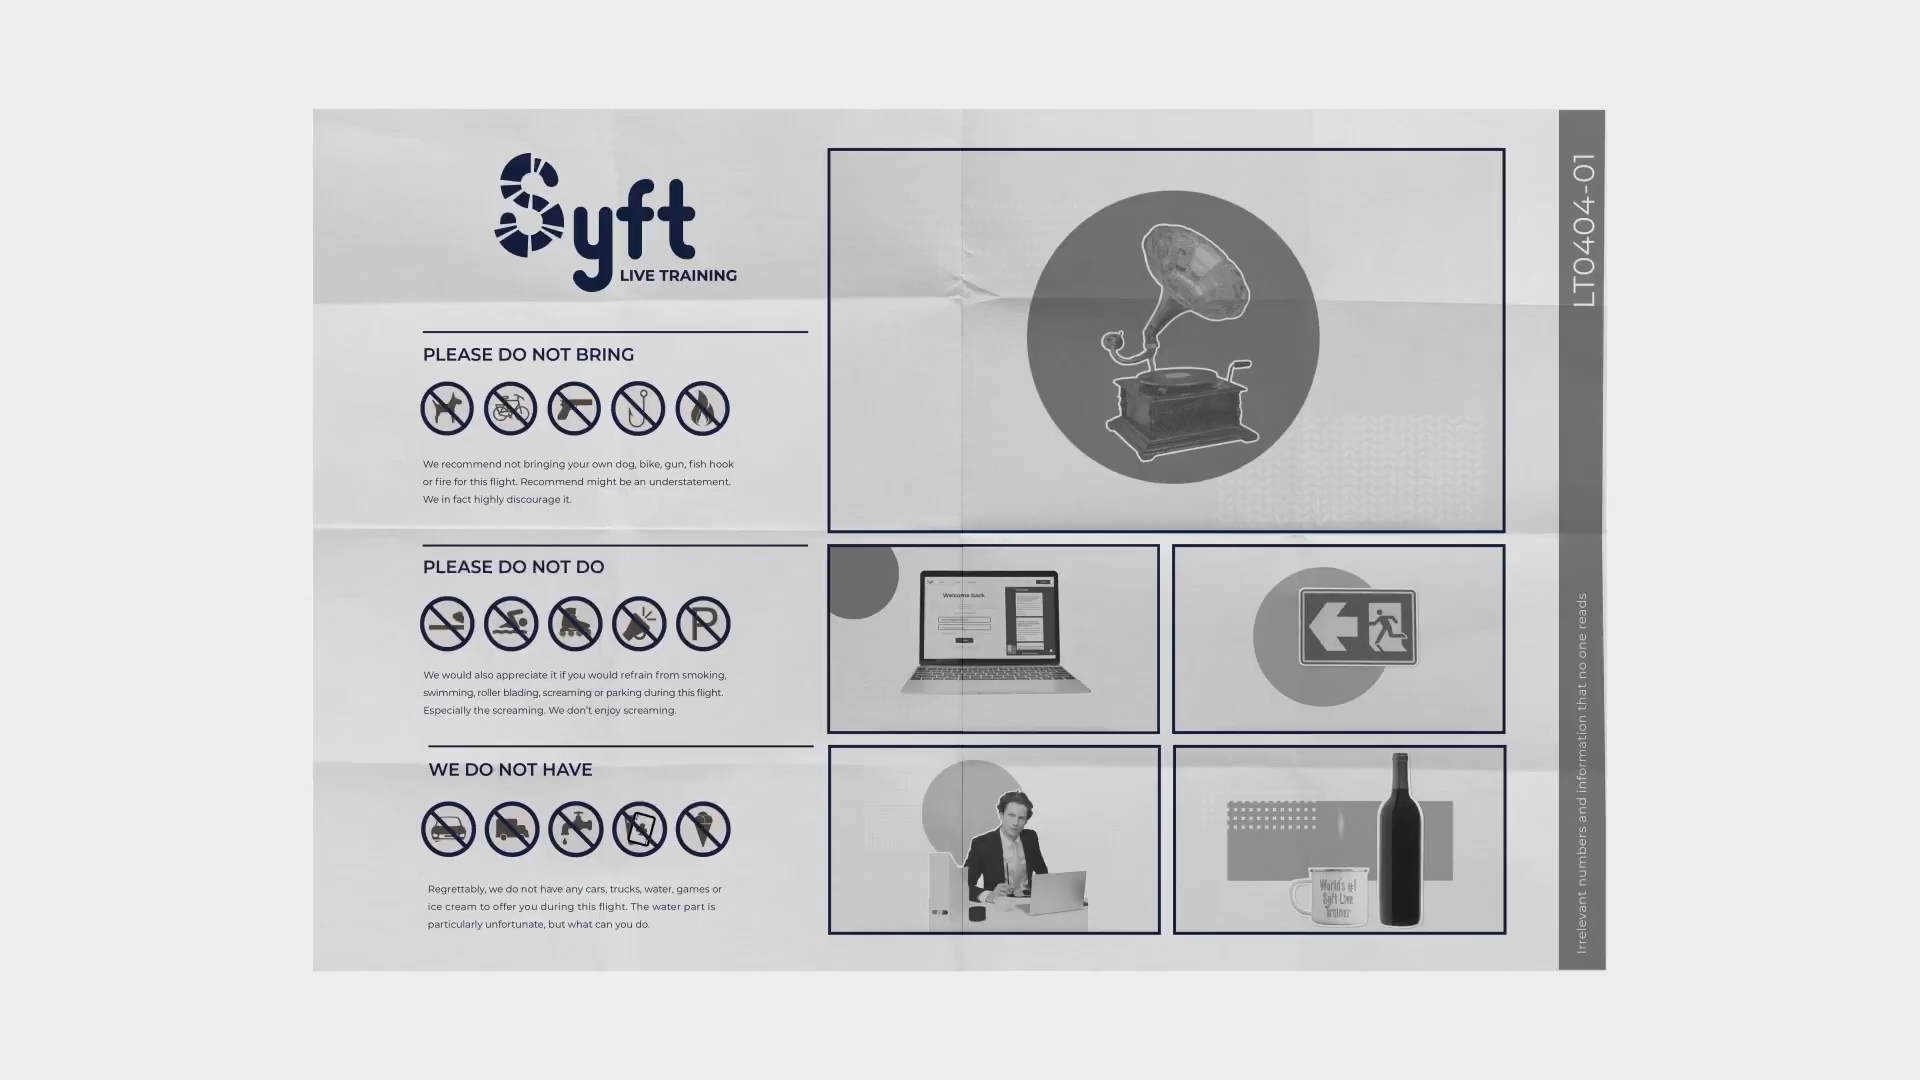 Syft
LIVE TRAINING
PLEASE DO NOT BRING
We recommend not bringing your own dog, bike, gun, fish hook
or fire for this flight. Recommend might be an understatement.
We in fact highly discourage it.
PLEASE DO NOT DO
P
We would also appreciate it if you would refrain from smoking,
swimming, roller blading, screaming or parking during this flight.
Especially the screaming. We don't enjoy screaming.
WE DO NOT HAVE
Regrettably, we do not have any cars, trucks, water, games or
ice cream to offer you during this flight. The water part is
particularly unfortunate, but what can you do.
Welcome back
World's #1
Syft Live
Trainer
LT0404-01
Irrelevant numbers and information that no one reads